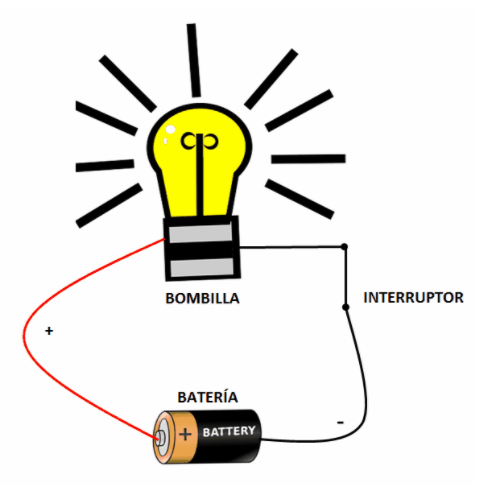 BOMBILLA
INTERRUPTOR
+
BATERÍA
-
+ BATTERY